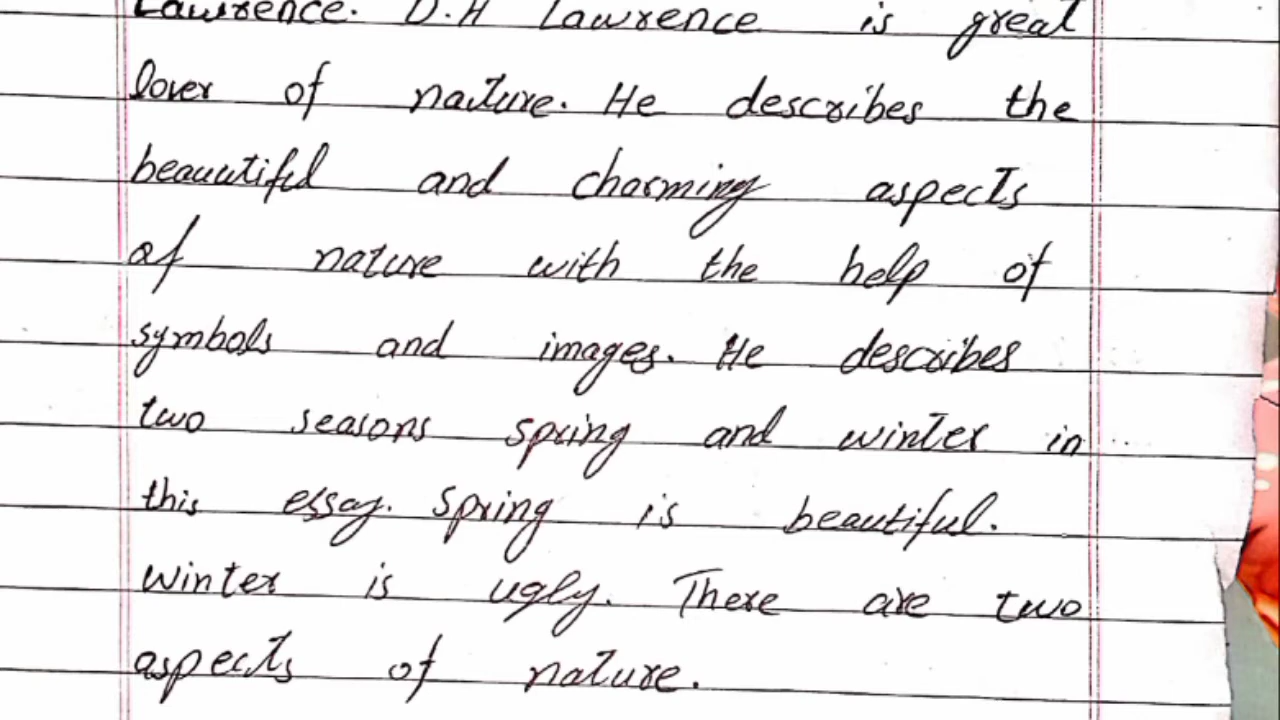 Lawrence. D.H Lawrence is great
lover of nature. He describes the
beauutiful and charming aspects
of nature with the help of
symbols and images. He describes
two seasons spring and winter in
this essay. Spring is beautiful.
Winter is ugly. There are two
aspects of nature.